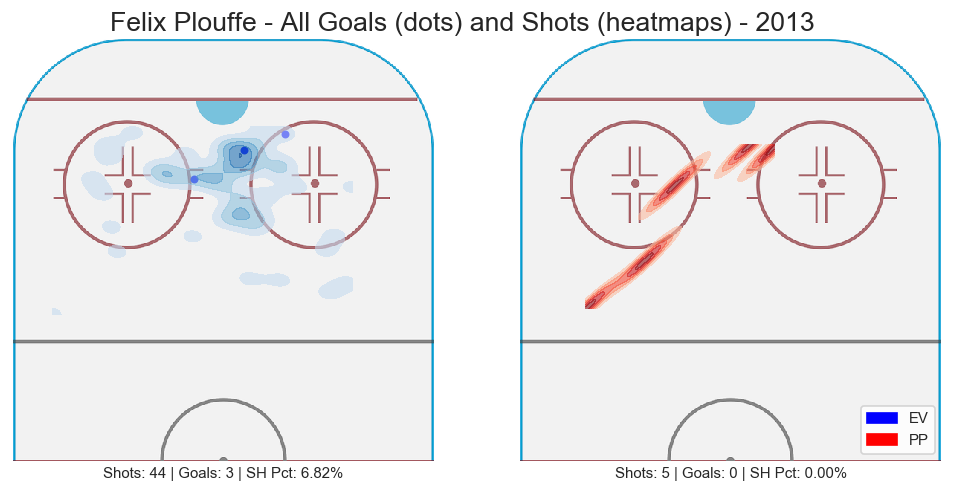 Felix Plouffe - All Goals (dots) and Shots (heatmaps) - 2013
EV
PP
Shots: 44 | Goals: 3 | SH Pct: 6.82%
Shots: 5 | Goals: 0 | SH Pct: 0.00%